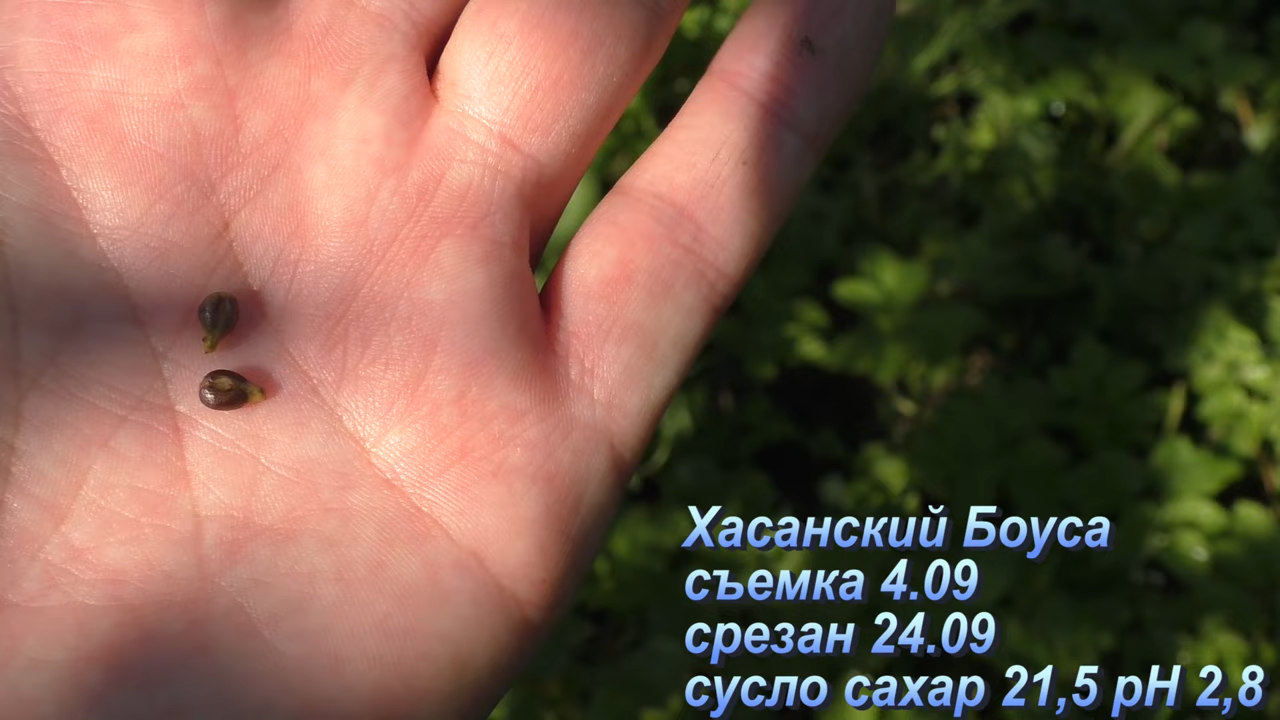 Хасанский Боуса
съемка 4.09
срезан 24.09
сусло сахар 21,5 pH 2,8